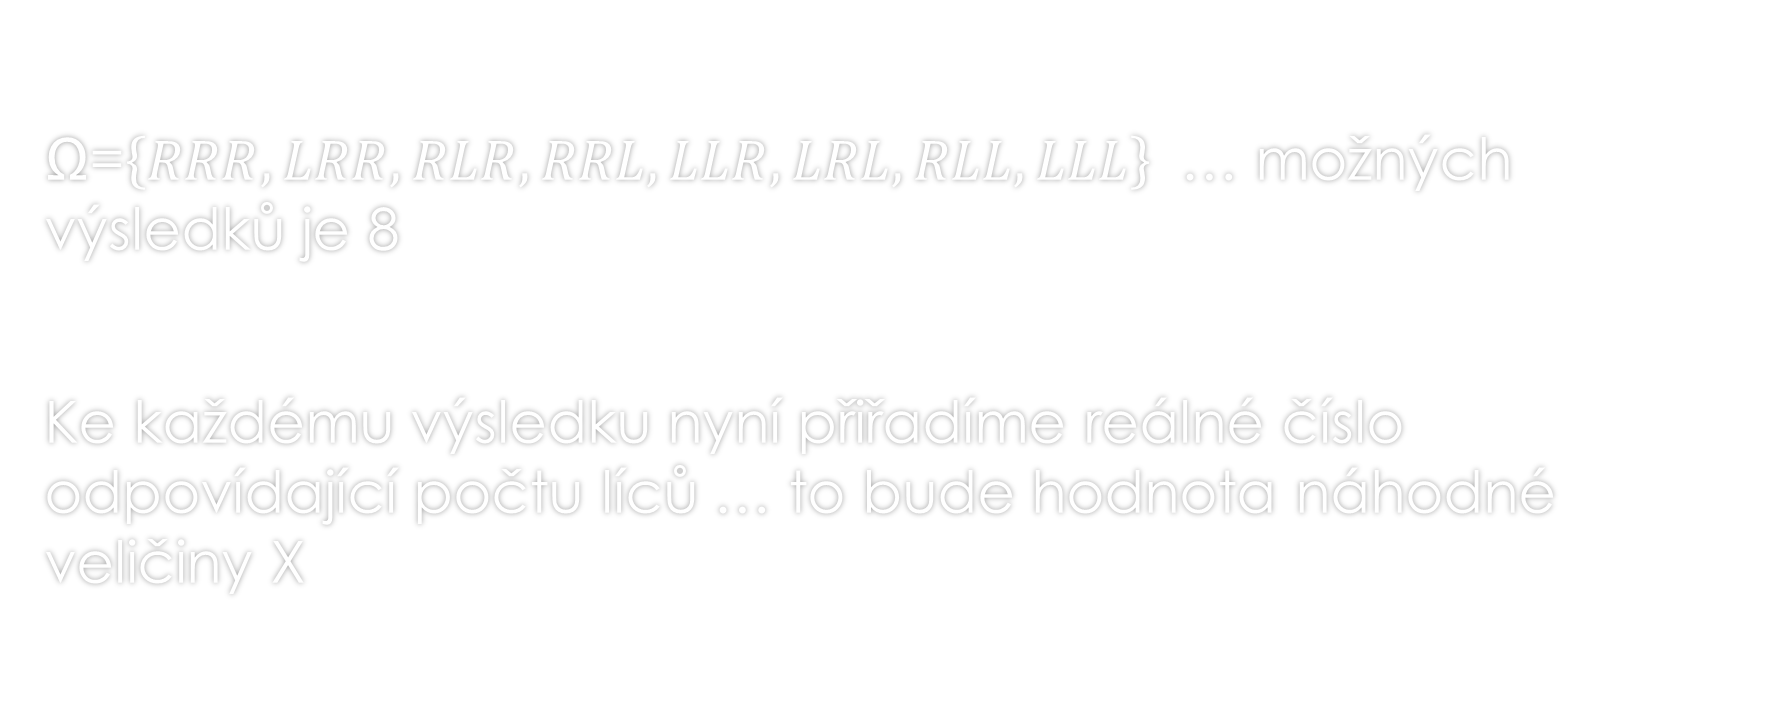 Ω={RRR, LRR, RLR, RRL, LLR, LRL, RLL, LLL} … možných
výsledků je 8
Ke každému výsledku nyní přiřadíme reálné číslo
odpovídající počtu líců … to bude hodnota náhodné
veličiny X